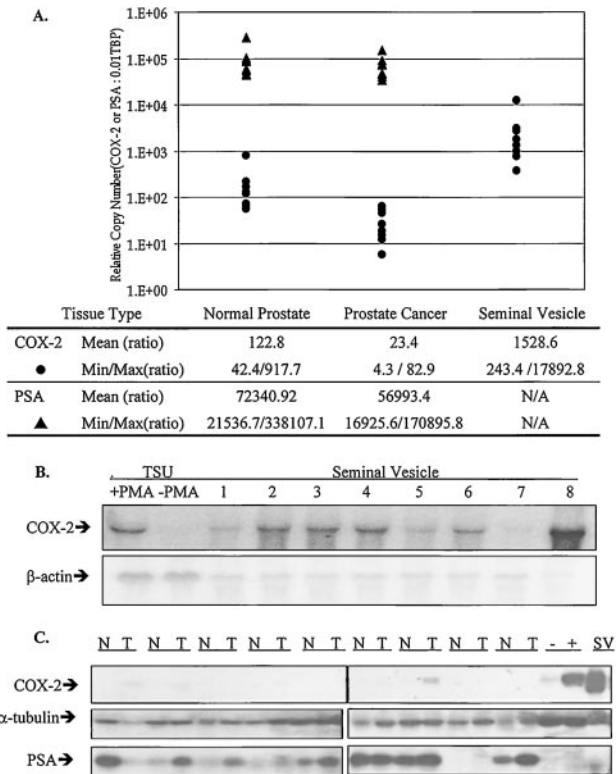 A.
Relative Copy Number(COX-2 or PSA : 0.01TBP)
1.E+06
1.E+05
1.E+04
1.E+03
1.E+02
1.E+01
1.E+00
Tissue Type Normal Prostate Prostate Cancer Seminal Vesicle
COX-2 Mean (ratio) 122.8 23.4 1528.6
Min/Max(ratio) 42.4/917.7 4.3 / 82.9 243.4 /17892.8
PSA Mean (ratio) 72340.92 56993.4 N/A
Min/Max(ratio) 21536.7/338107.1 16925.6/170895.8 N/A
B.
TSU Seminal Vesicle
+PMA -PMA 1 2 3 4 5 6 7 8
COX-2
β-actin
C.
N T N T N T N T N T N T N T N T N T - + SV
COX-2
α-tubulin
PSA